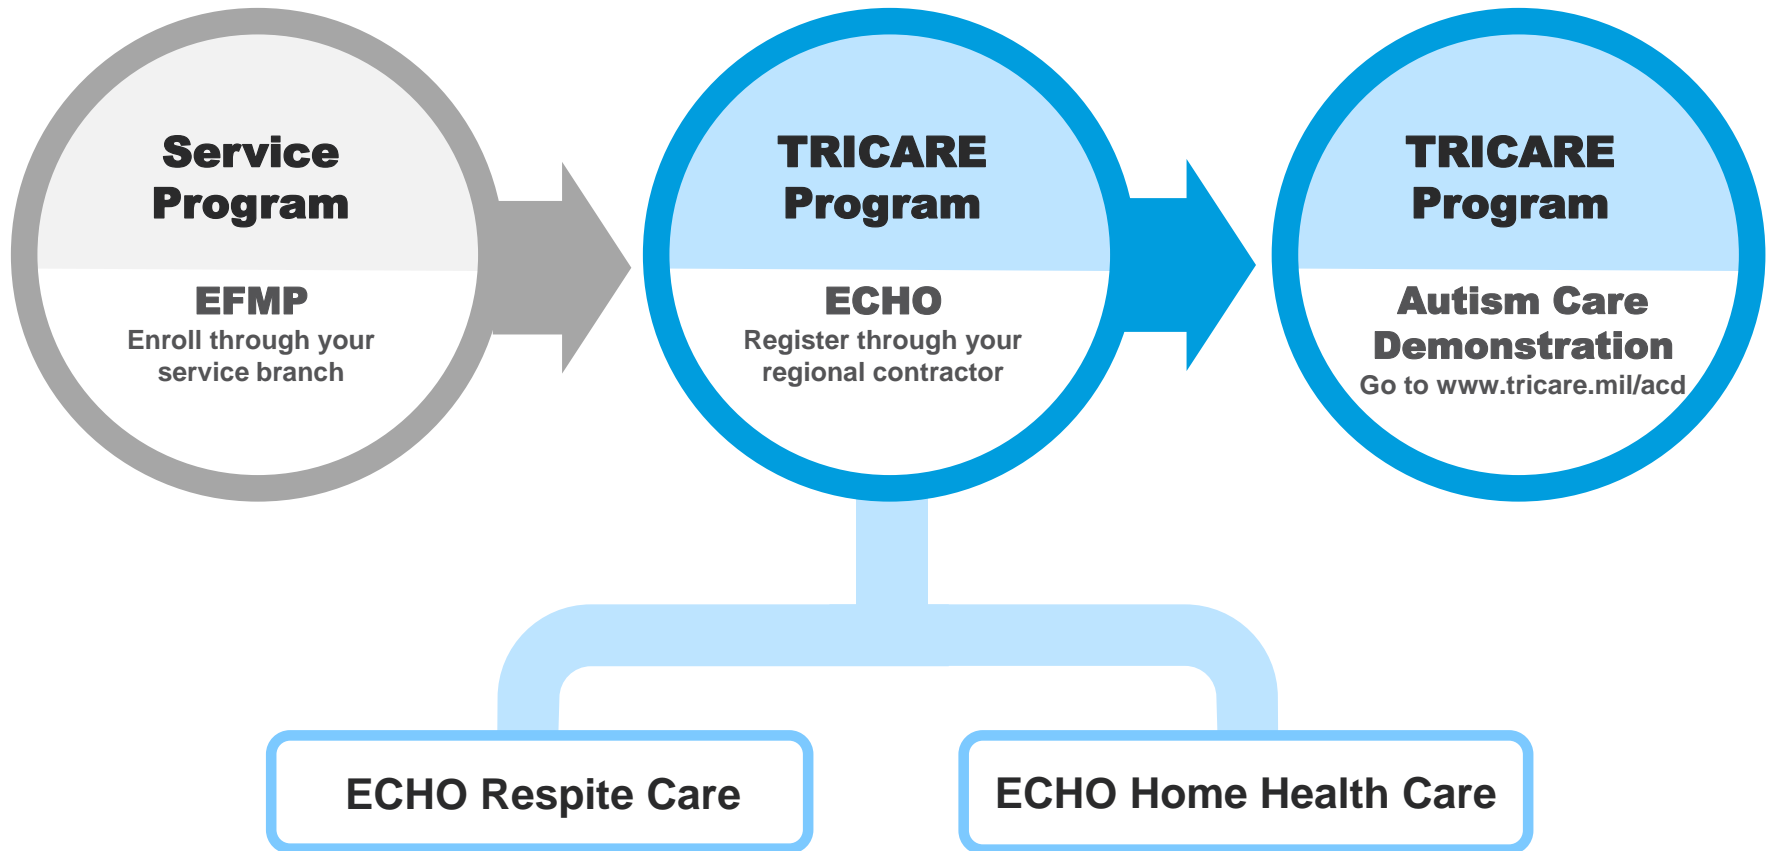 Service
Program
EFMP
Enroll through your
service branch
TRICARE
Program
ECHO
Register through your
regional contractor
TRICARE
Program
Autism Care
Demonstration
Go to www.tricare.mil/acd
ECHO Respite Care
ECHO Home Health Care